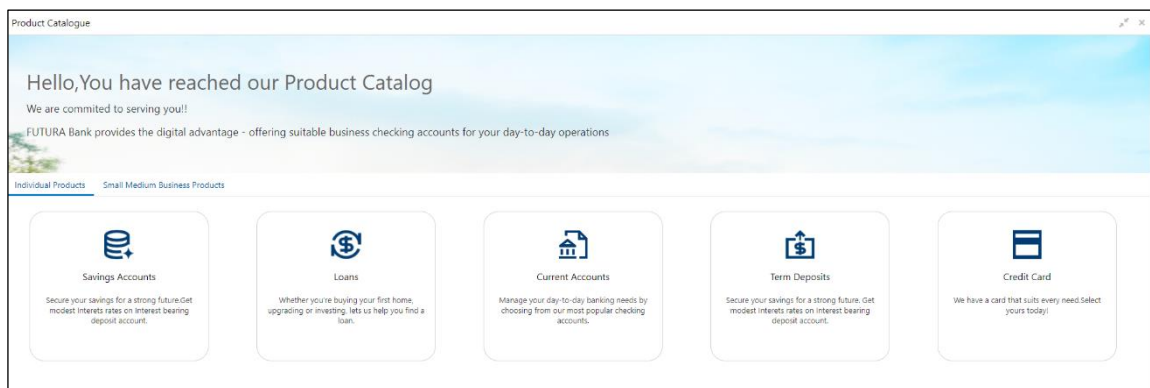 Product Catalogue
Hello,You have reached our Product Catalog
We are commited to serving you!!
FUTURA Bank provides the digital advantage - offering suitable business checking accounts for your day-to-day operations
Individual Products
Small Medium Business Products
Savings Accounts
Secure your savings for a strong future.Get
modest Interets rates on Interest bearing
deposit account.
Loans
Whether you're buying your first home,
upgrading or investing, lets us help you find a
loan.
Current Accounts
Manage your day-to-day banking needs by
choosing from our most popular checking
accounts.
Term Deposits
Secure your savings for a strong future. Get
modest Interets rates on Interest bearing
deposit account.
Credit Card
We have a card that suits every need.Select
yours today!